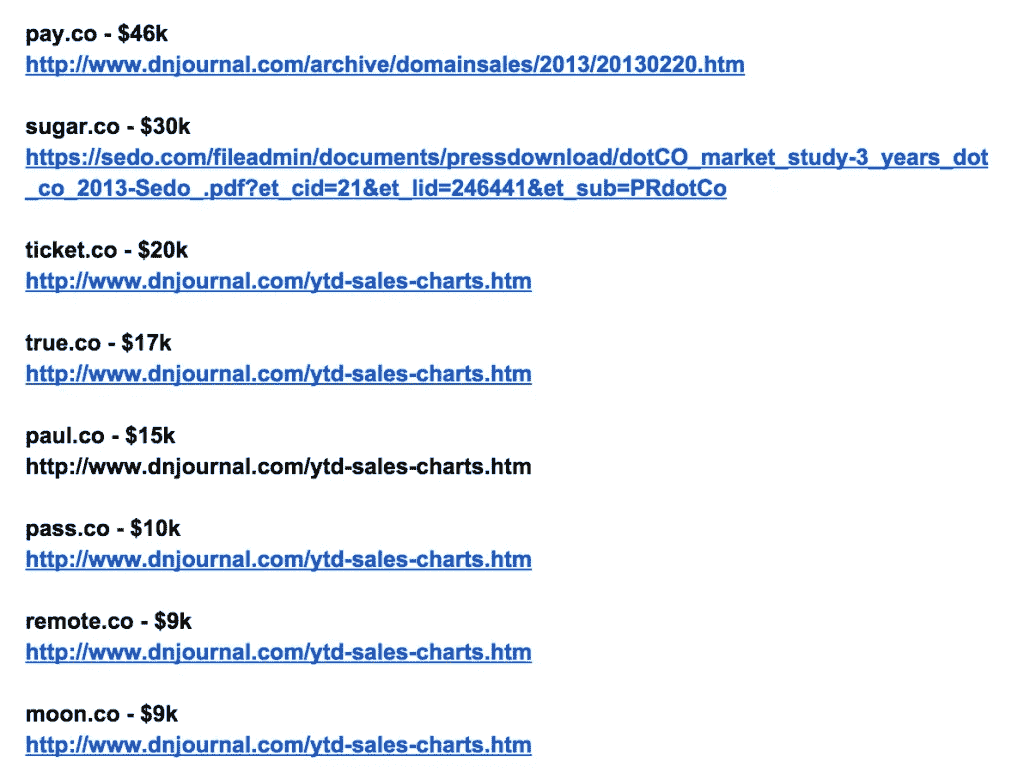 pay.co - $46k
http://www.dnjournal.com/archive/domainsales/2013/20130220.htm
sugar.co - $30k
https://sedo.com/fileadmin/documents/pressdownload/dotCO_market_study-3_years_dot
_co_2013-Sedo_.pdf?et_cid=21&et_lid=246441&et_sub=PRdotCo
ticket.co - $20k
http://www.dnjournal.com/ytd-sales-charts.htm
true.co - $17k
http://www.dnjournal.com/ytd-sales-charts.htm
paul.co - $15k
http://www.dnjournal.com/ytd-sales-charts.htm
pass.co - $10k
http://www.dnjournal.com/ytd-sales-charts.htm
remote.co - $9k
http://www.dnjournal.com/ytd-sales-charts.htm
moon.co - $9k
http://www.dnjournal.com/ytd-sales-charts.htm